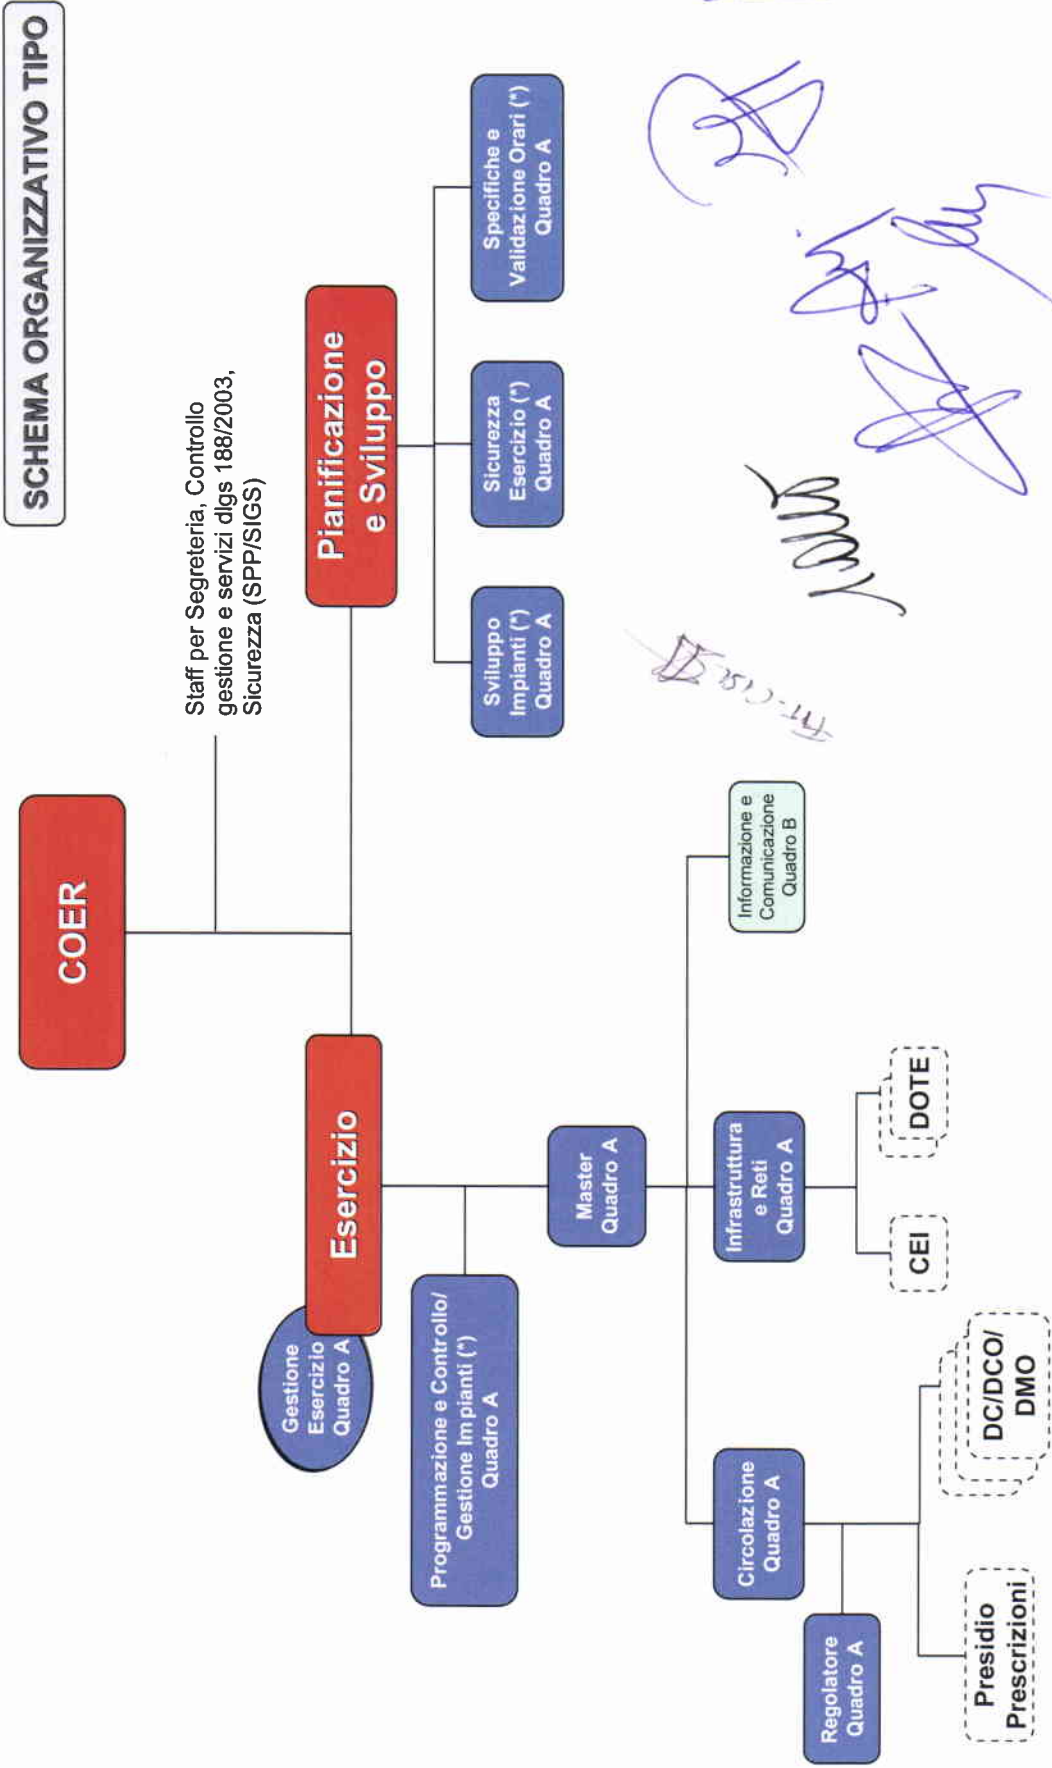 SCHEMA ORGANIZZATIVO TIPO
COER
Staff per Segreteria, Controllo
gestione e servizi dlgs 188/2003,
Sicurezza (SPP/SIGS)
Esercizio
Gestione
Esercizio
Quadro A
Pianificazione
e Sviluppo
Programmazione e Controllo/
Gestione Impianti (*)
Quadro A
Sviluppo
Impianti (*)
Quadro A
Sicurezza
Esercizio (*)
Quadro A
Specifiche e
Validazione Orari (*)
Quadro A
Master
Quadro A
Circolazione
Quadro A
Infrastruttura
e Reti
Quadro A
Informazione e
Comunicazione
Quadro B
Regolatore
Quadro A
Presidio
Prescrizioni
DC/DCO/
DMO
CEI
DOTE